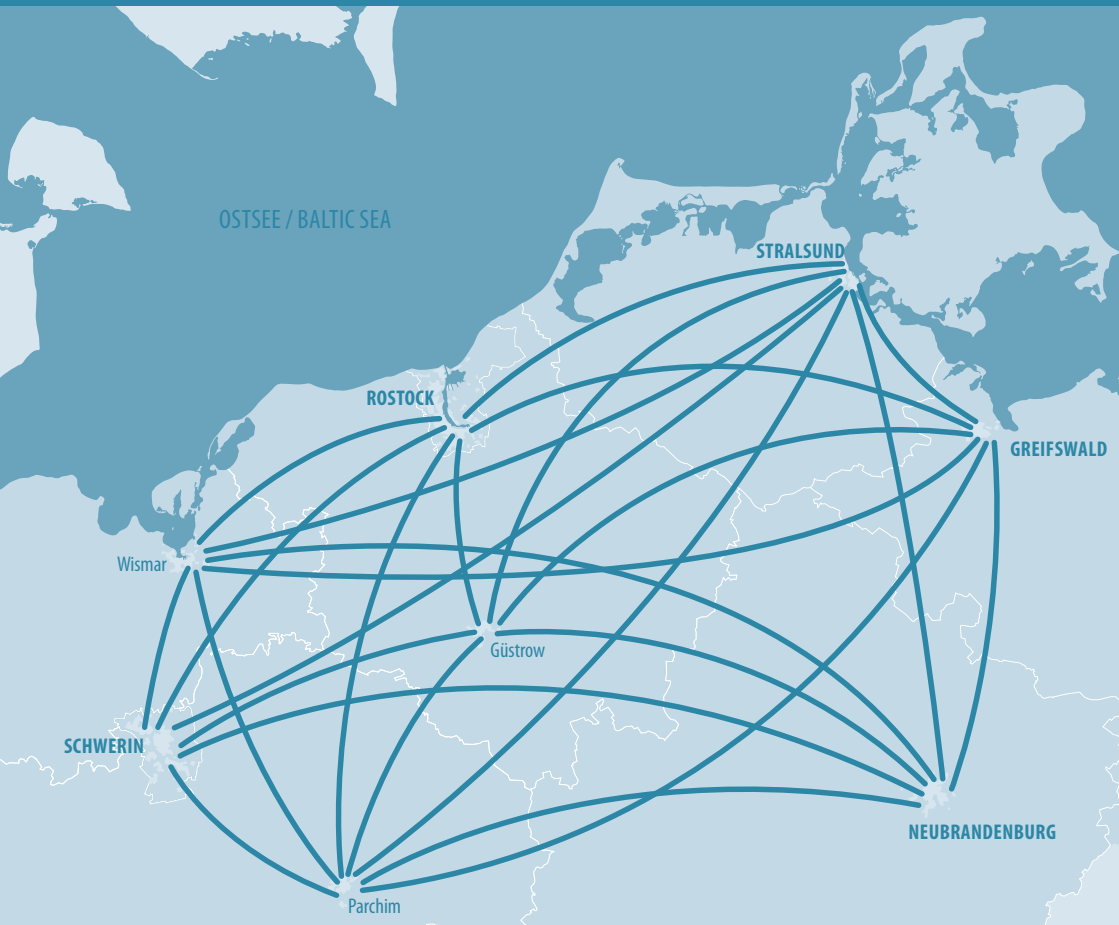 OSTSEE / BALTIC SEA
STRALSUND
ROSTOCK
GREIFSWALD
Wismar
Güstrow
SCHWERIN
NEUBRANDENBURG
Parchim